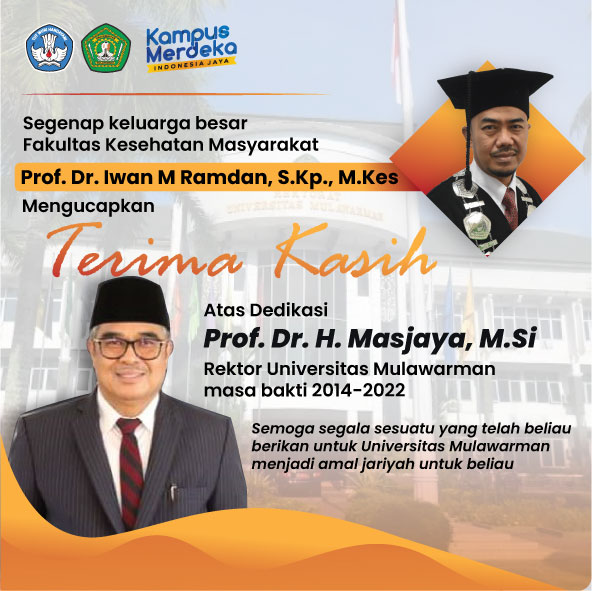 Kampus
Merdeka
INDONESIA JAYA
Segenap keluarga besar
Fakultas Kesehatan Masyarakat
Prof. Dr. Iwan M Ramdan, S.Kp., M.Kes
Mengucapkan
UNIVERSITAS MULAWARMAN
Terima Kasih
Atas Dedikasi
Prof. Dr. H. Masjaya, M.Si
Rektor Universitas Mulawarman
masa bakti 2014-2022
Semoga segala sesuatu yang telah beliau
berikan untuk Universitas Mulawarman
menjadi amal jariyah untuk beliau